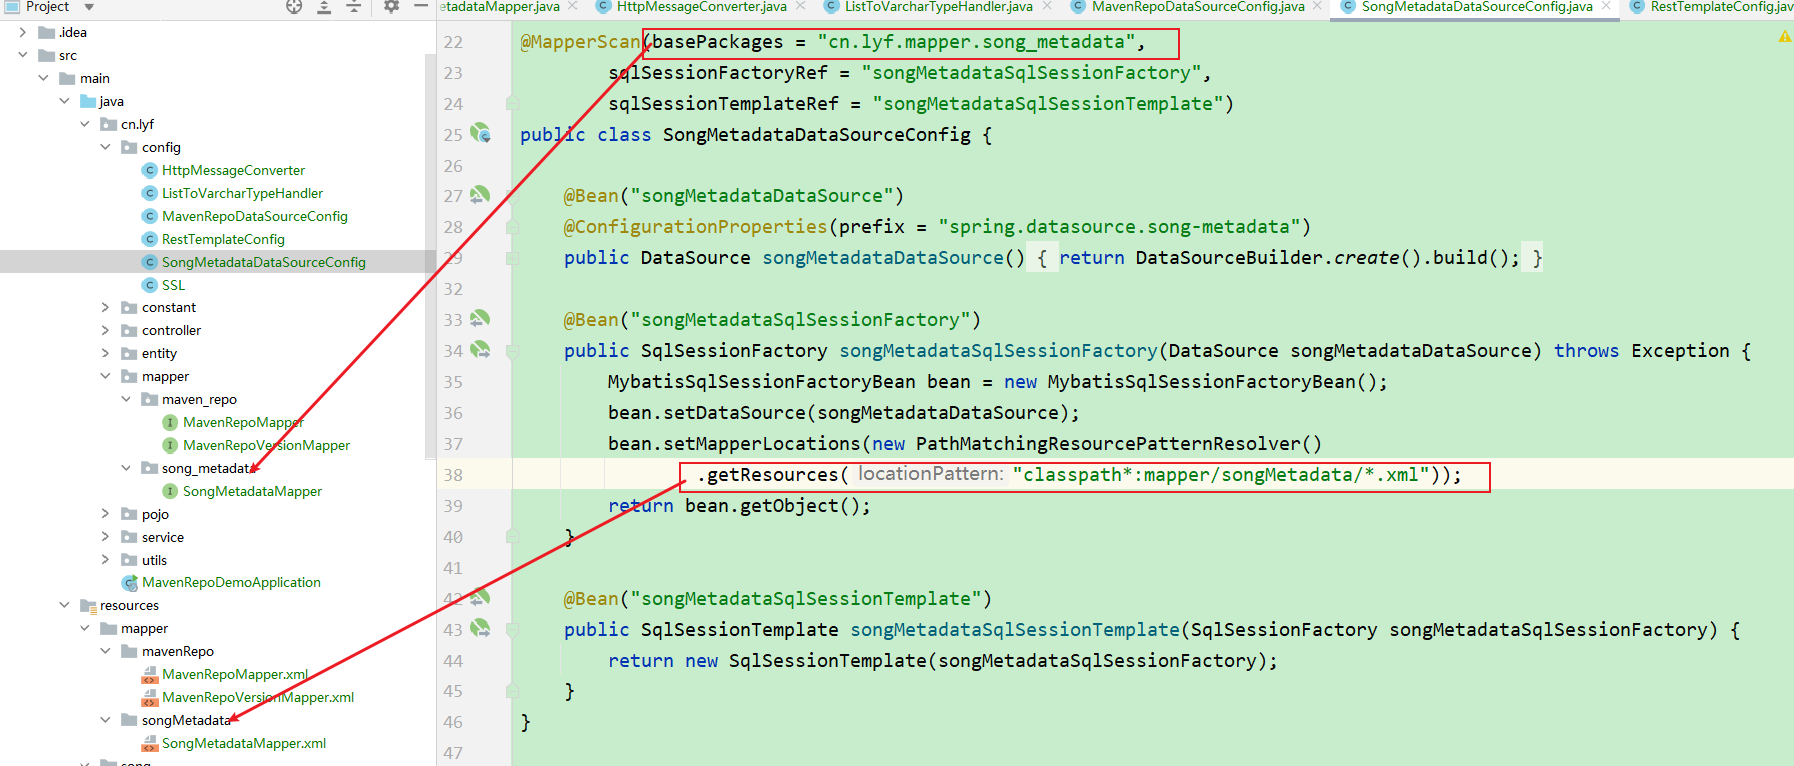 Project
etadataMapper.java
HttpMessageConverter.java
ListToVarcharTypeHandler.java
MavenRepoDataSourceConfig.java
SongMetadataDataSourceConfig.java
RestTemplateConfig.jav
.idea
src
main
java
cn.lyf
config
HttpMessageConverter
ListToVarcharTypeHandler
MavenRepoDataSourceConfig
RestTemplateConfig
SongMetadataDataSourceConfig
SSL
constant
controller
entity
mapper
maven_repo
MavenRepoMapper
MavenRepoVersionMapper
song_metadata
SongMetadataMapper
pojo
service
utils
MavenRepoDemoApplication
resources
mapper
mavenRepo
MavenRepoMapper.xml
MavenRepoVersionMapper.xml
songMetadata
SongMetadataMapper.xml
song
22 @MapperScan(basePackages = "cn.lyf.mapper.song_metadata",
23 sqlSessionFactoryRef = "songMetadataSqlSessionFactory",
24 sqlSessionTemplateRef = "songMetadataSqlSessionTemplate")
25 public class SongMetadataDataSourceConfig {
26
27 @Bean("songMetadataDataSource")
28 @ConfigurationProperties(prefix = "spring.datasource.song-metadata")
29 public DataSource songMetadataDataSource() { return DataSourceBuilder.create().build(); }
32
33 @Bean("songMetadataSqlSessionFactory")
34 public SqlSessionFactory songMetadataSqlSessionFactory(DataSource songMetadataDataSource) throws Exception {
35 MybatisSqlSessionFactoryBean bean = new MybatisSqlSessionFactoryBean();
36 bean.setDataSource(songMetadataDataSource);
37 bean.setMapperLocations(new PathMatchingResourcePatternResolver()
38 .getResources( locationPattern: "classpath*:mapper/songMetadata/*.xml"));
39 return bean.getObject();
40 }
41
42 @Bean("songMetadataSqlSessionTemplate")
43 public SqlSessionTemplate songMetadataSqlSessionTemplate(SqlSessionFactory songMetadataSqlSessionFactory) {
44 return new SqlSessionTemplate(songMetadataSqlSessionFactory);
45 }
46 }
47